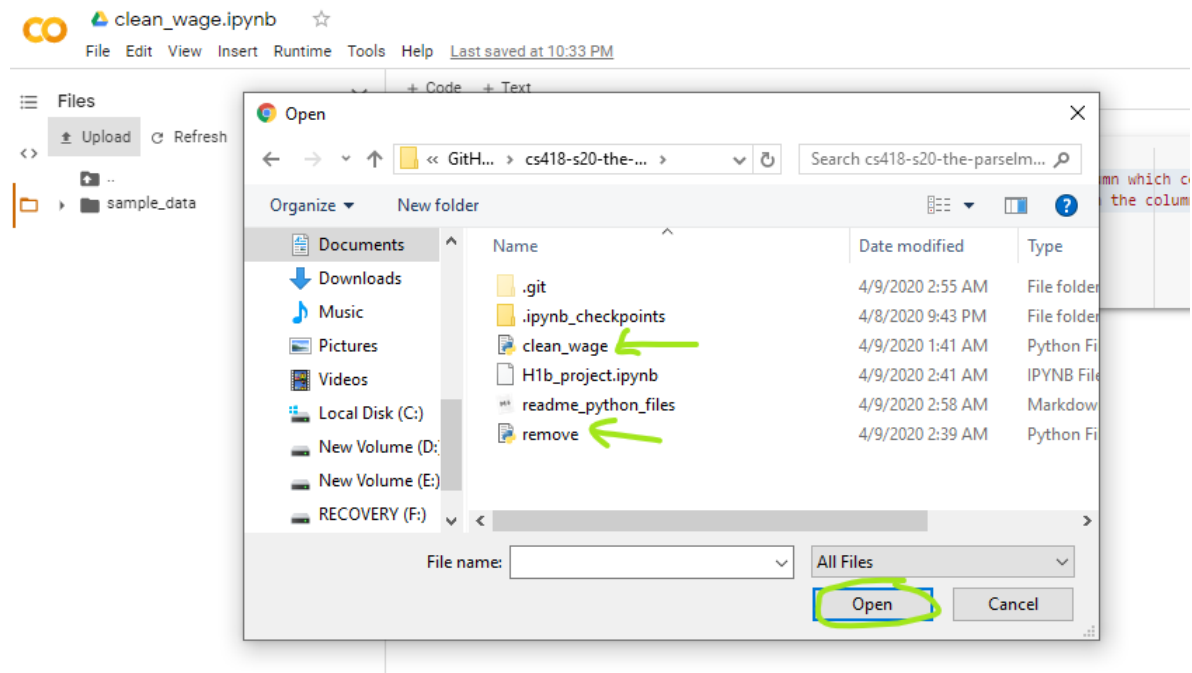 clean_wage.ipynb
File Edit View Insert Runtime Tools Help Last saved at 10:33 PM
+ Code + Text
Files
Upload Refresh
..
sample_data
Open
« GitH... › cs418-s20-the-... ›
Search cs418-s20-the-parselm...
Organize
New folder
Name Date modified Type
Documents
Downloads
Music
Pictures
Videos
Local Disk (C:)
New Volume (D:
New Volume (E:)
RECOVERY (F:)
.git 4/9/2020 2:55 AM File folder
.ipynb_checkpoints 4/8/2020 9:43 PM File folder
clean_wage 4/9/2020 1:41 AM Python Fi
H1b_project.ipynb 4/9/2020 2:41 AM IPYNB File
readme_python_files 4/9/2020 2:58 AM Markdow
remove 4/9/2020 2:39 AM Python Fi
umn which c
the colum
File name:
All Files
Open
Cancel